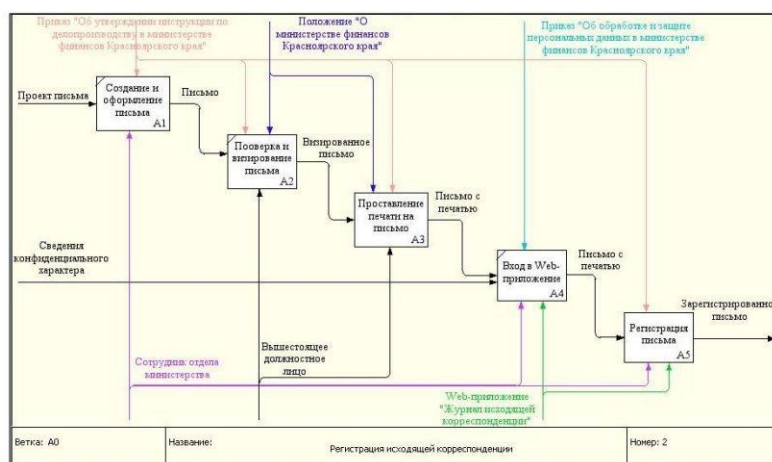 Приказ "Об утверждении инструкции по
делопроизводству в министерстве
финансов Красноярского края"
Положение "О
министерстве финансов
Красноярского края"
Приказ "Об обработке и защите
персональных данных в министерстве
финансов Красноярского края"
Проект письма
Создание и
оформление
письма
A1
Письмо
Пооверка и
визирование
письма
A2
Визированное
письмо
Проставление
печати на
письмо
A3
Письмо с
печатью
Сведения
конфиденциального
характера
Вход в Web-
приложение
A4
Письмо с
печатью
Регистрация
письма
A5
Зарегистрированно
письмо
Сотрудник отдела
министерства
Вышестоящее
должностное
лицо
Web-приложение
"Журнал исходящей
корреспонденции"
Ветка: A0
Название:
Регистрация исходящей корреспонденции
Номер: 2